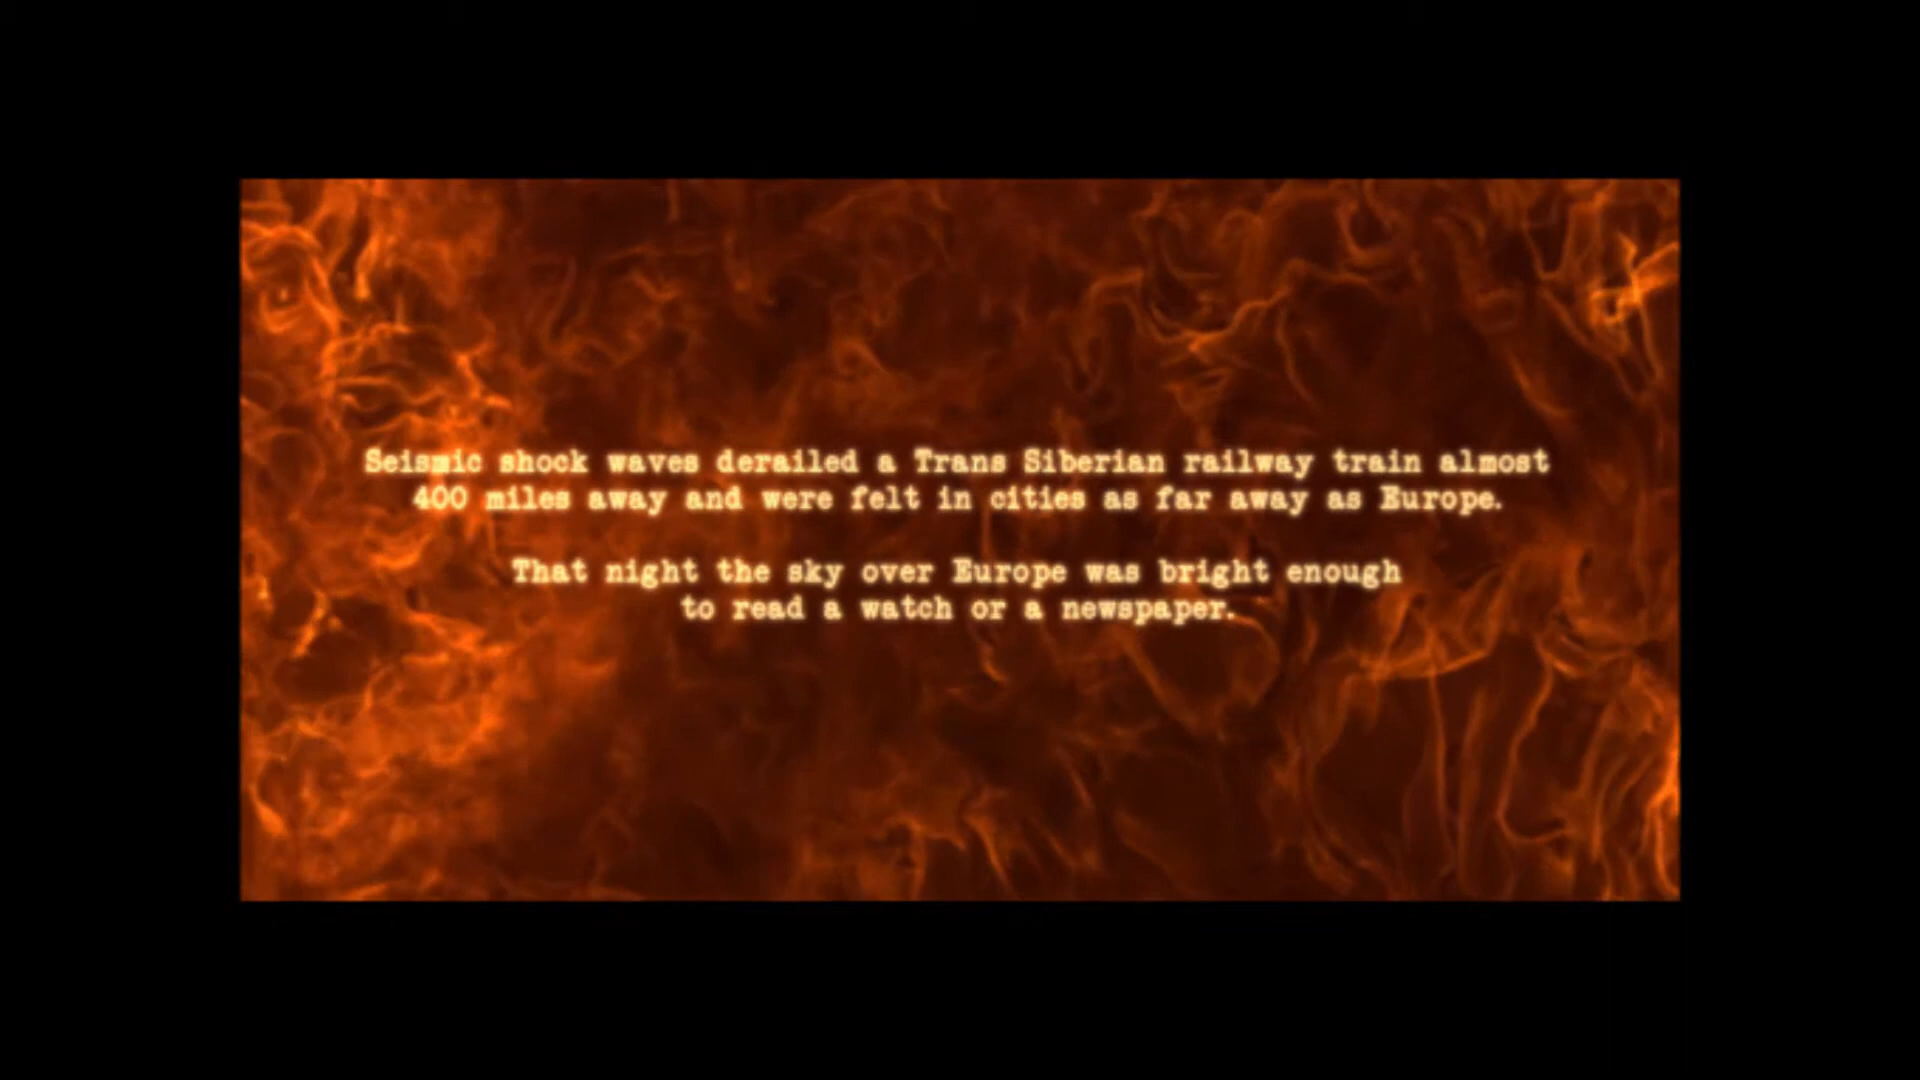 Seismic shock waves derailed a Trans Siberian railway train almost
400 miles away and were felt in cities as far away as Europe.
That night the sky over Europe was bright enough
to read a watch or a newspaper.